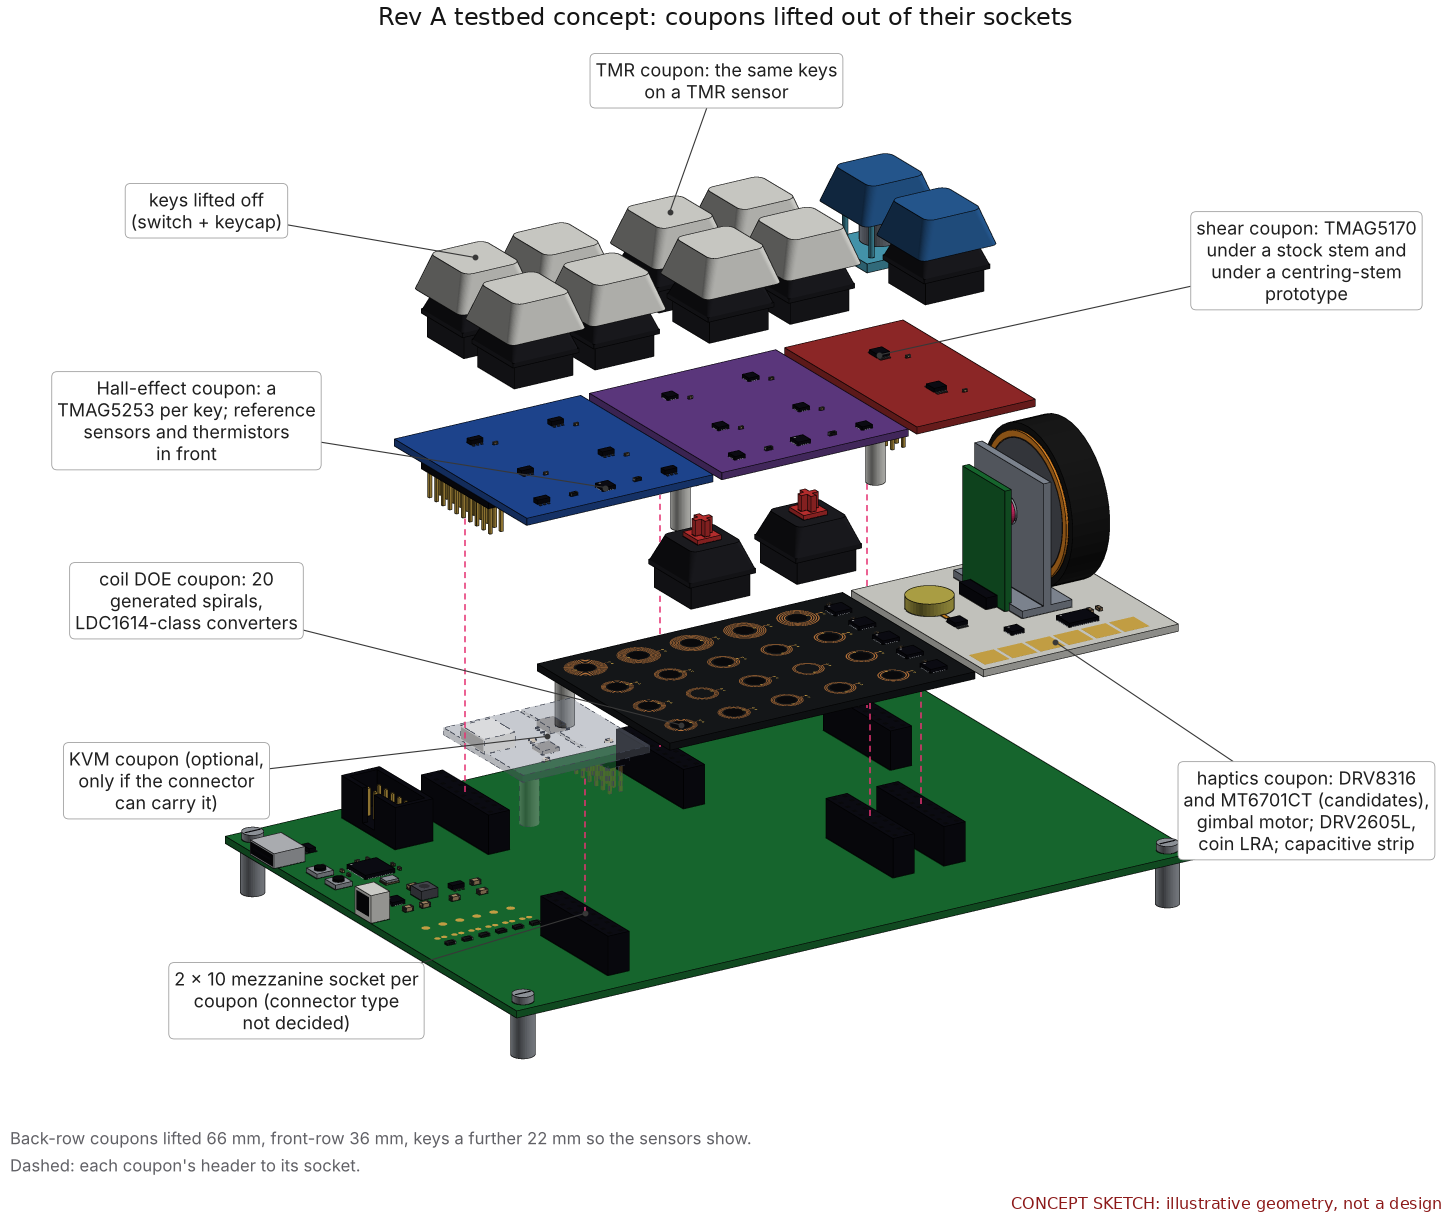 Rev A testbed concept: coupons lifted out of their sockets
TMR coupon: the same keys
on a TMR sensor
keys lifted off
(switch + keycap)
shear coupon: TMAG5170
under a stock stem and
under a centring-stem
prototype
Hall-effect coupon: a
TMAG5253 per key; reference
sensors and thermistors
in front
coil DOE coupon: 20
generated spirals,
LDC1614-class converters
KVM coupon (optional,
only if the connector
can carry it)
haptics coupon: DRV8316
and MT6701CT (candidates),
gimbal motor; DRV2605L,
coin LRA; capacitive strip
2 × 10 mezzanine socket per
coupon (connector type
not decided)
Back-row coupons lifted 66 mm, front-row 36 mm, keys a further 22 mm so the sensors show.
Dashed: each coupon's header to its socket.
CONCEPT SKETCH: illustrative geometry, not a design